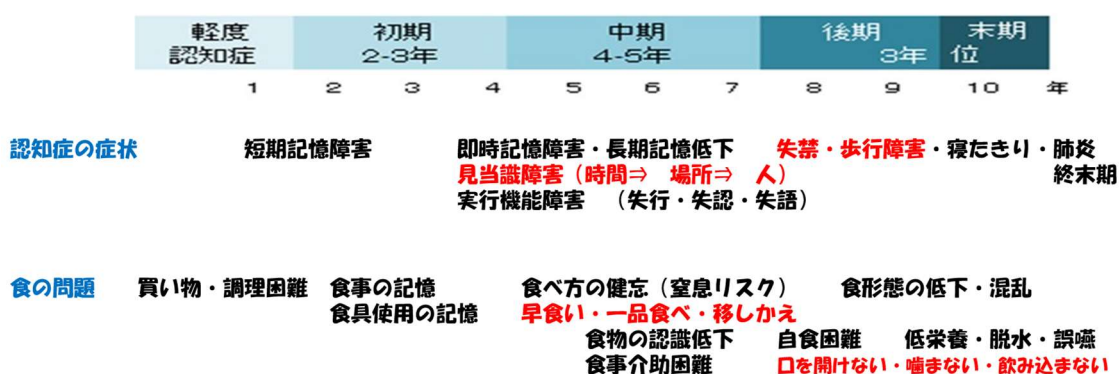 軽度 初期 中期 後期 末期
認知症 2-3年 4-5年 3年 位
1 2 3 4 5 6 7 8 9 10 年
認知症の症状 短期記憶障害 即時記憶障害・長期記憶低下 失禁・歩行障害・寝たきり・肺炎
見当識障害(時間⇒ 場所⇒ 人) 終末期
実行機能障害 (失行・失認・失語)
食の問題 買い物・調理困難 食事の記憶 食べ方の健忘(窒息リスク) 食形態の低下・混乱
食具使用の記憶 早食い・一品食べ・移しかえ
食物の認識低下 自食困難 低栄養・脱水・誤嚥
食事介助困難 口を開けない・噛まない・飲み込まない